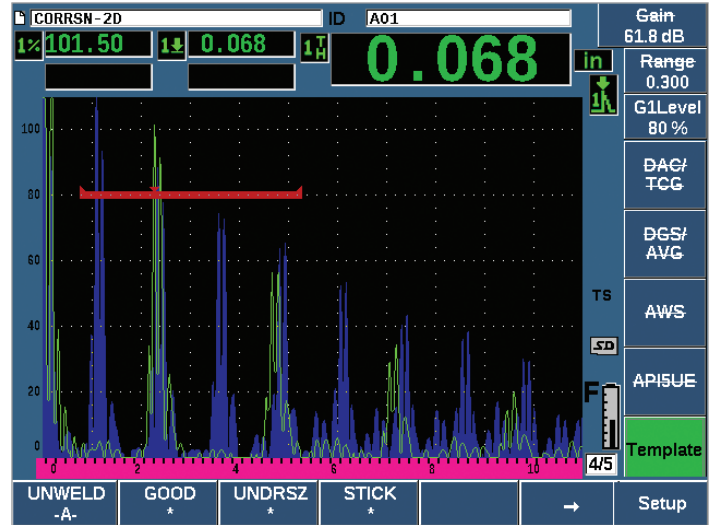 CORRSN-2D
ID
A01
Gain
61.8 dB
1%
101.50
1
0.068
1 T H
0.068
in
Range
0.300
1
G1Level
80 %
DAC/
TCG
DGS/
AVG
AWS
API5UE
Template
TS
SD
F
4/5
100
80
60
40
20
0
0
2
4
6
8
10
UNWELD
-A-
GOOD
*
UNDRSZ
*
STICK
*
→
Setup